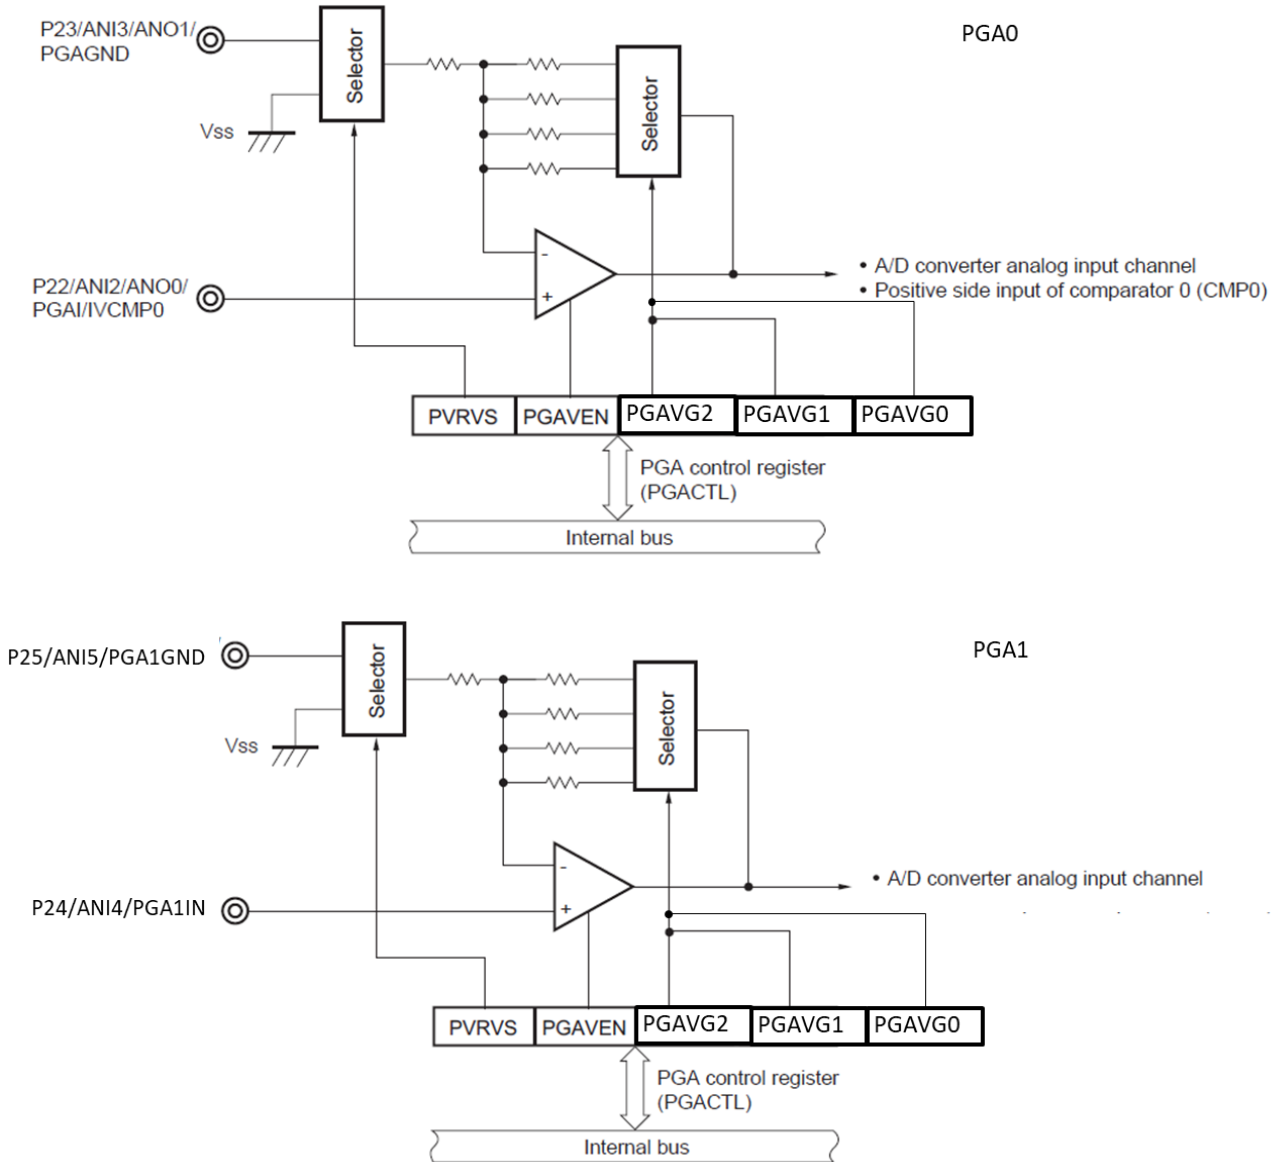 P23/ANI3/ANO1/
PGAGND
PGA0
Selector
Vss
Selector
-
+
P22/ANI2/ANO0/
PGAI/IVCMP0
• A/D converter analog input channel
• Positive side input of comparator 0 (CMP0)
PVRVS PGAVEN PGAVG2 PGAVG1 PGAVG0
PGA control register
(PGACTL)
Internal bus
P25/ANI5/PGA1GND
PGA1
Selector
Vss
Selector
-
+
P24/ANI4/PGA1IN
• A/D converter analog input channel
PVRVS PGAVEN PGAVG2 PGAVG1 PGAVG0
PGA control register
(PGACTL)
Internal bus